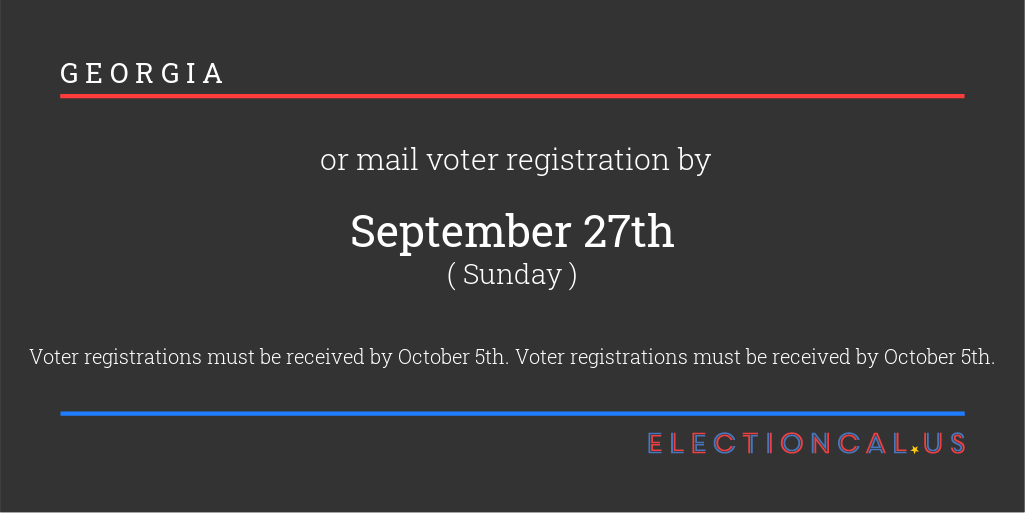 GEORGIA
or mail voter registration by
September 27th
( Sunday )
Voter registrations must be received by October 5th. Voter registrations must be received by October 5th.
ELECTIONCAL.US